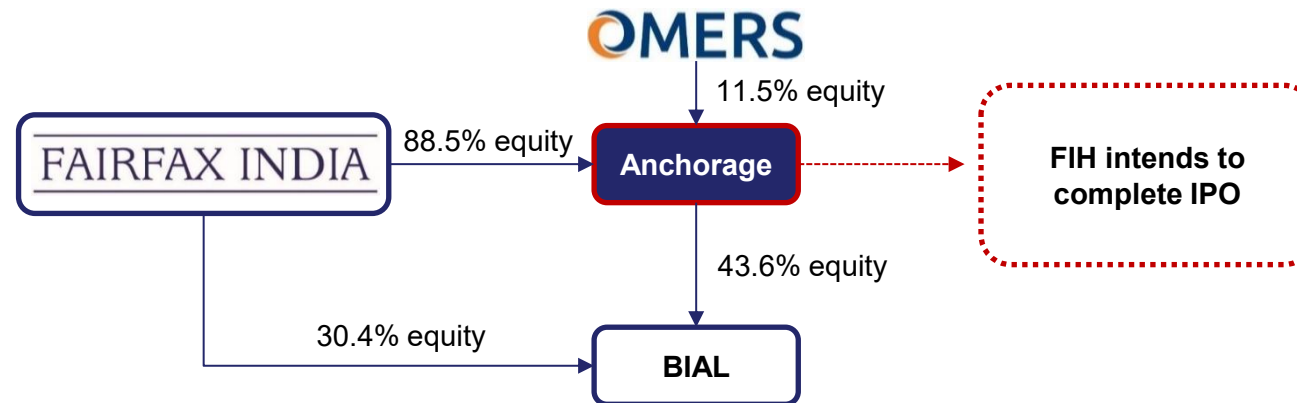 OMERS
11.5% equity
FAIRFAX INDIA
88.5% equity
Anchorage
FIH intends to
complete IPO
43.6% equity
30.4% equity
BIAL